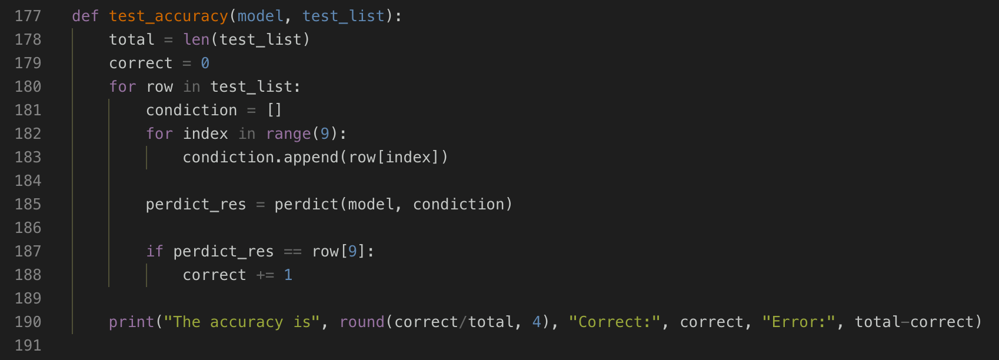 177 def test_accuracy(model, test_list):
178     total = len(test_list)
179     correct = 0
180     for row in test_list:
181         condiction = []
182         for index in range(9):
183             condiction.append(row[index])
184
185         perdict_res = perdict(model, condiction)
186
187         if perdict_res == row[9]:
188             correct += 1
189
190     print("The accuracy is", round(correct/total, 4), "Correct:", correct, "Error:", total-correct)
191